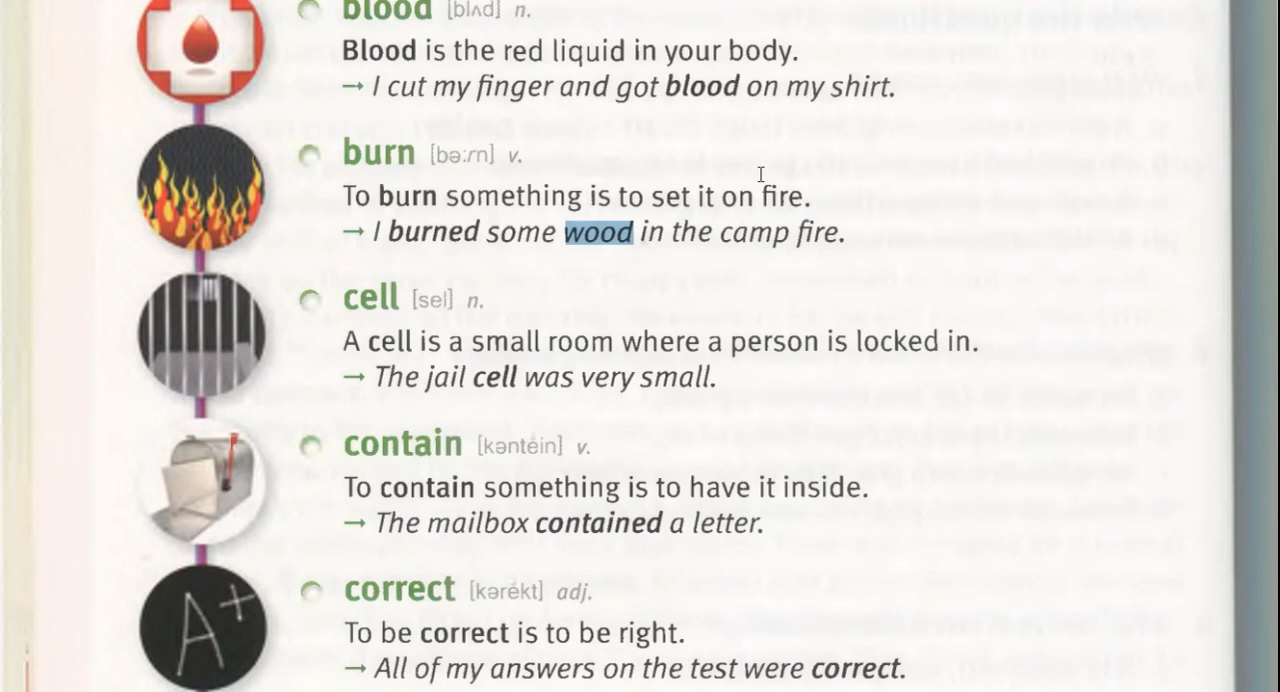 blood [blʌd] n.
Blood is the red liquid in your body.
→ I cut my finger and got blood on my shirt.
burn [bəːrn] v.
To burn something is to set it on fire.
→ I burned some wood in the camp fire.
cell [sel] n.
A cell is a small room where a person is locked in.
→ The jail cell was very small.
contain [kəntéin] v.
To contain something is to have it inside.
→ The mailbox contained a letter.
A+
correct [kərékt] adj.
To be correct is to be right.
→ All of my answers on the test were correct.